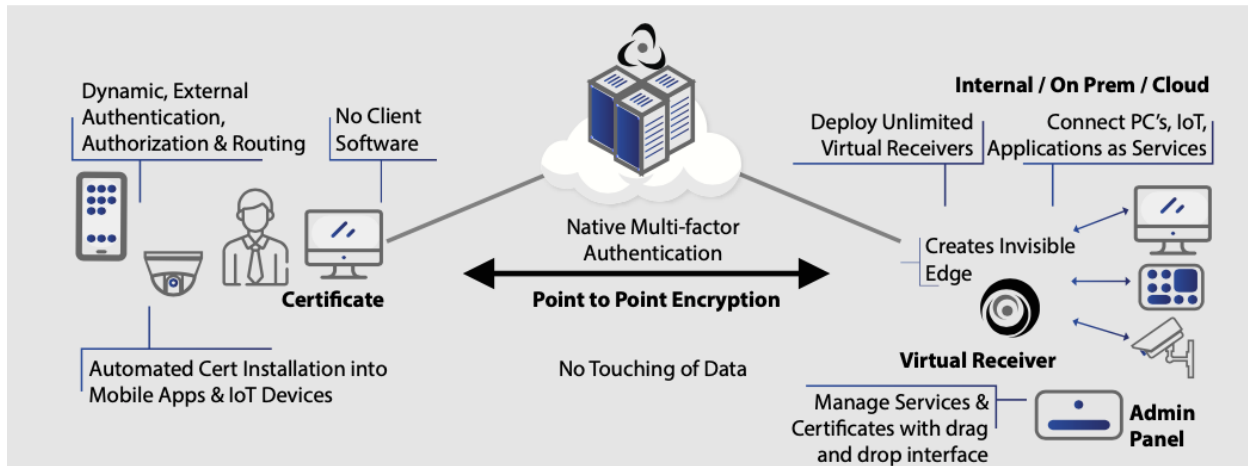 Dynamic, External
Authentication,
Authorization & Routing
No Client
Software
Certificate
Automated Cert Installation into
Mobile Apps & IoT Devices
Native Multi-factor
Authentication
Point to Point Encryption
No Touching of Data
Internal / On Prem / Cloud
Deploy Unlimited
Virtual Receivers
Connect PC's, IoT,
Applications as Services
Creates Invisible
Edge
Virtual Receiver
Manage Services &
Certificates with drag
and drop interface
Admin
Panel